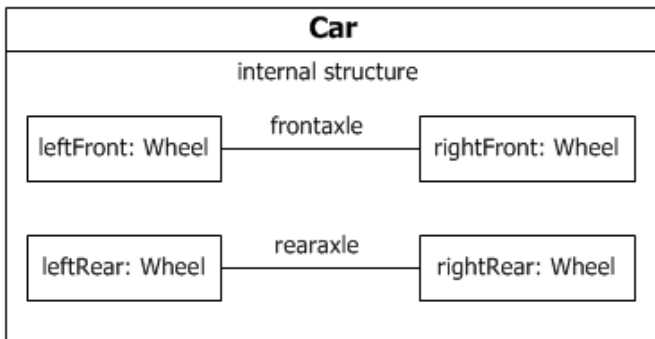 Car
internal structure
frontaxle
leftFront: Wheel
rightFront: Wheel
rearaxle
leftRear: Wheel
rightRear: Wheel